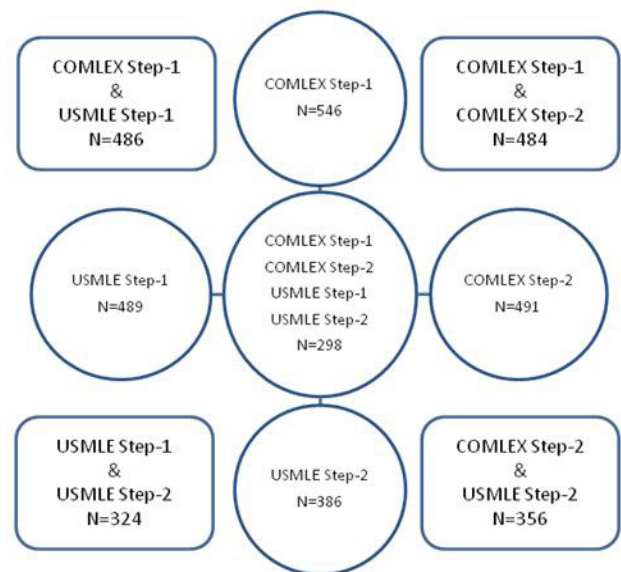 COMLEX Step-1
&
USMLE Step-1
N=486
COMLEX Step-1
N=546
COMLEX Step-1
&
COMLEX Step-2
N=484
USMLE Step-1
N=489
COMLEX Step-1
COMLEX Step-2
USMLE Step-1
USMLE Step-2
N=298
COMLEX Step-2
N=491
USMLE Step-1
&
USMLE Step-2
N=324
USMLE Step-2
N=386
COMLEX Step-2
&
USMLE Step-2
N=356